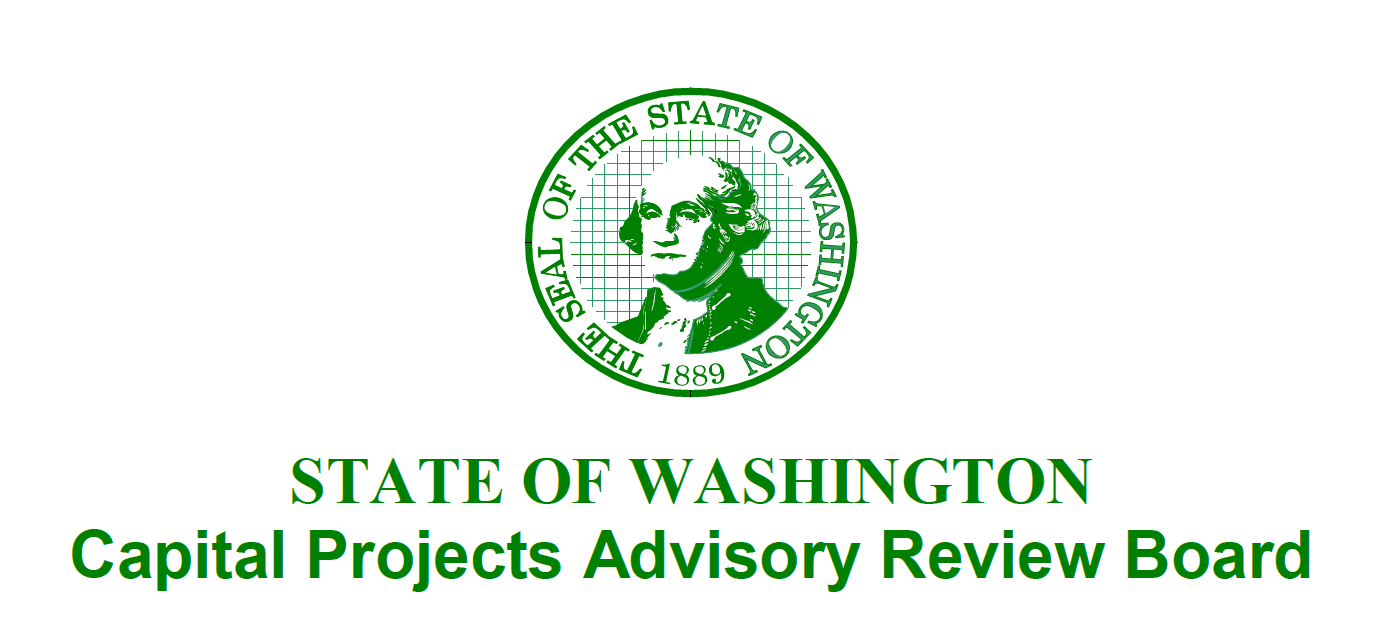 THE SEAL OF THE STATE OF WASHINGTON
1889
STATE OF WASHINGTON
Capital Projects Advisory Review Board